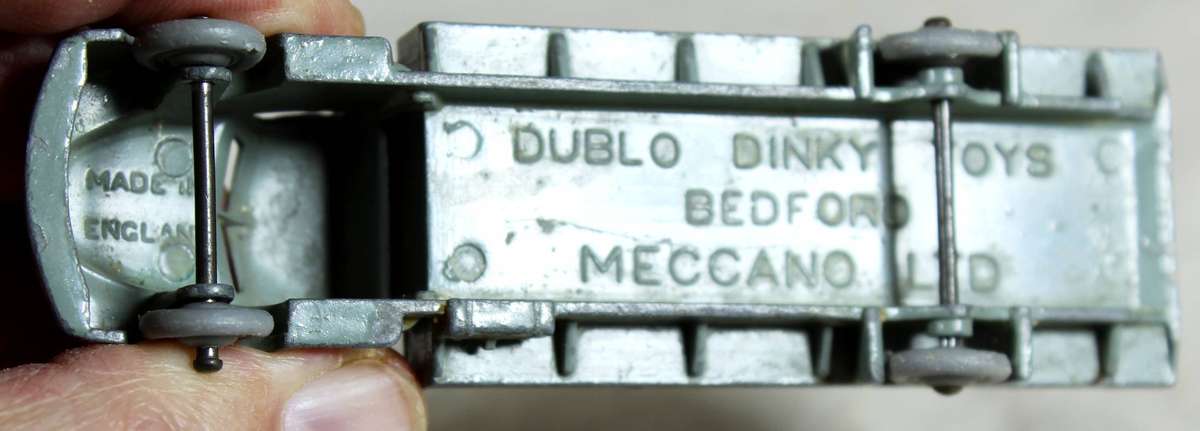 MADE IN
ENGLAND
DUBLO DINKY TOYS
BEDFORD
MECCANO LTD